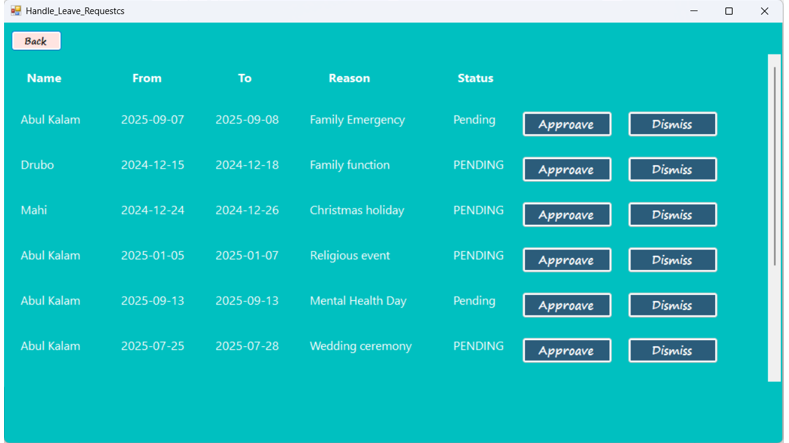 Handle_Leave_Requestcs
Back
Name From To Reason Status
Abul Kalam 2025-09-07 2025-09-08 Family Emergency Pending Approave Dismiss
Drubo 2024-12-15 2024-12-18 Family function PENDING Approave Dismiss
Mahi 2024-12-24 2024-12-26 Christmas holiday PENDING Approave Dismiss
Abul Kalam 2025-01-05 2025-01-07 Religious event PENDING Approave Dismiss
Abul Kalam 2025-09-13 2025-09-13 Mental Health Day Pending Approave Dismiss
Abul Kalam 2025-07-25 2025-07-28 Wedding ceremony PENDING Approave Dismiss